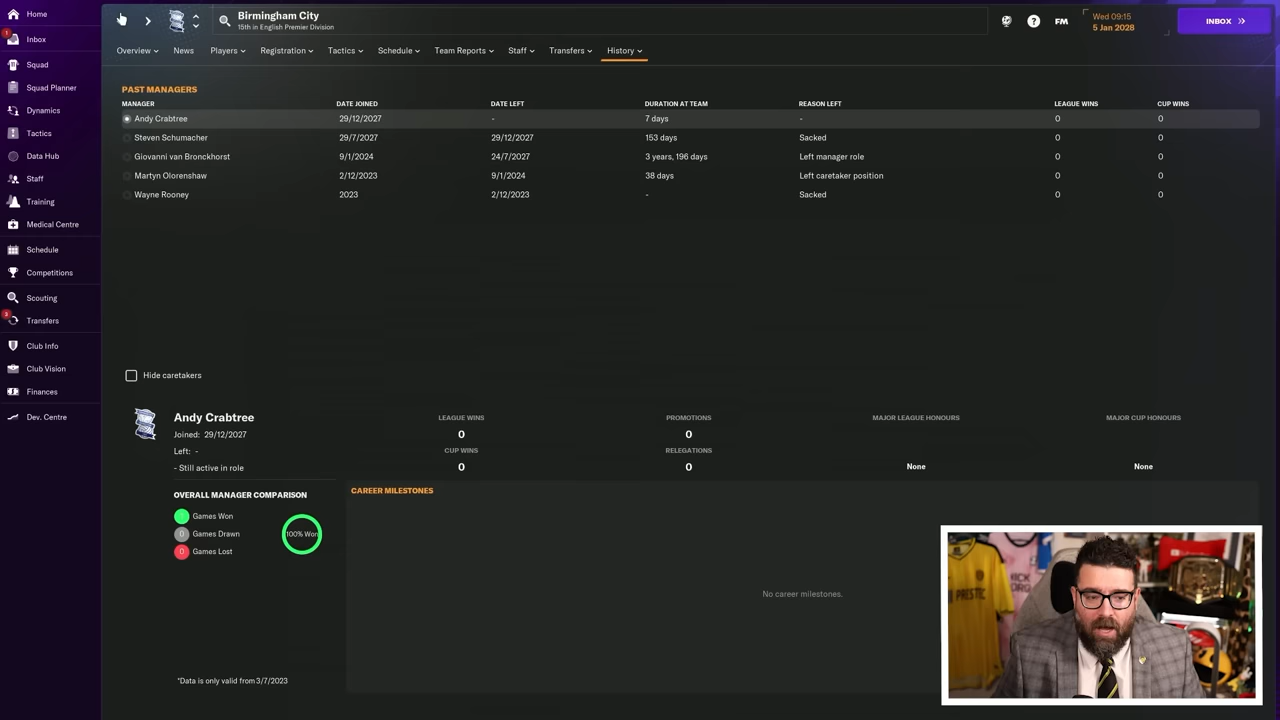 Home
Birmingham City
15th in English Premier Division
FM
Wed 09:15
5 Jan 2028
INBOX
1
Inbox
Overview
News
Players
Registration
Tactics
Schedule
Team Reports
Staff
Transfers
History
Squad
Squad Planner
Dynamics
Tactics
Data Hub
Staff
Training
Medical Centre
Schedule
Competitions
Scouting
3
Transfers
Club Info
Club Vision
Finances
Dev. Centre
PAST MANAGERS
MANAGER DATE JOINED DATE LEFT DURATION AT TEAM REASON LEFT LEAGUE WINS CUP WINS
Andy Crabtree 29/12/2027 - 7 days - 0 0
Steven Schumacher 29/7/2027 29/12/2027 153 days Sacked 0 0
Giovanni van Bronckhorst 9/1/2024 24/7/2027 3 years, 196 days Left manager role 0 0
Martyn Olorenshaw 2/12/2023 9/1/2024 38 days Left caretaker position 0 0
Wayne Rooney 2023 2/12/2023 - Sacked 0 0
Hide caretakers
Andy Crabtree
Joined: 29/12/2027
Left: -
- Still active in role
LEAGUE WINS
0
CUP WINS
0
PROMOTIONS
0
RELEGATIONS
0
MAJOR LEAGUE HONOURS
None
MAJOR CUP HONOURS
None
OVERALL MANAGER COMPARISON
Games Won
0 Games Drawn
0 Games Lost
100% Won
CAREER MILESTONES
No career milestones.
*Data is only valid from 3/7/2023